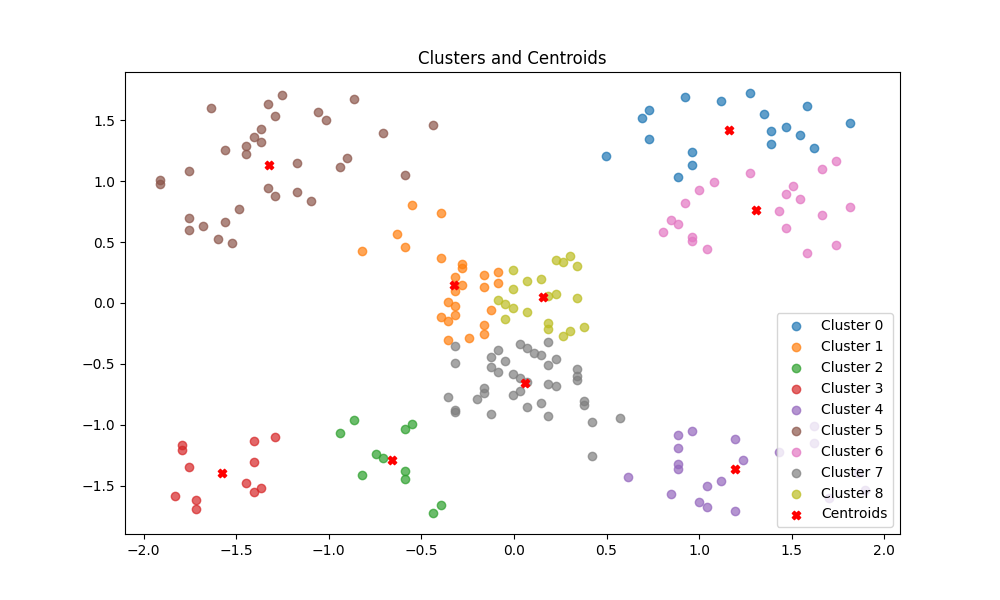 Clusters and Centroids
1.5
1.0
0.5
0.0
−0.5
−1.0
−1.5
Cluster 0
Cluster 1
Cluster 2
Cluster 3
Cluster 4
Cluster 5
Cluster 6
Cluster 7
Cluster 8
Centroids
−2.0 −1.5 −1.0 −0.5 0.0 0.5 1.0 1.5 2.0